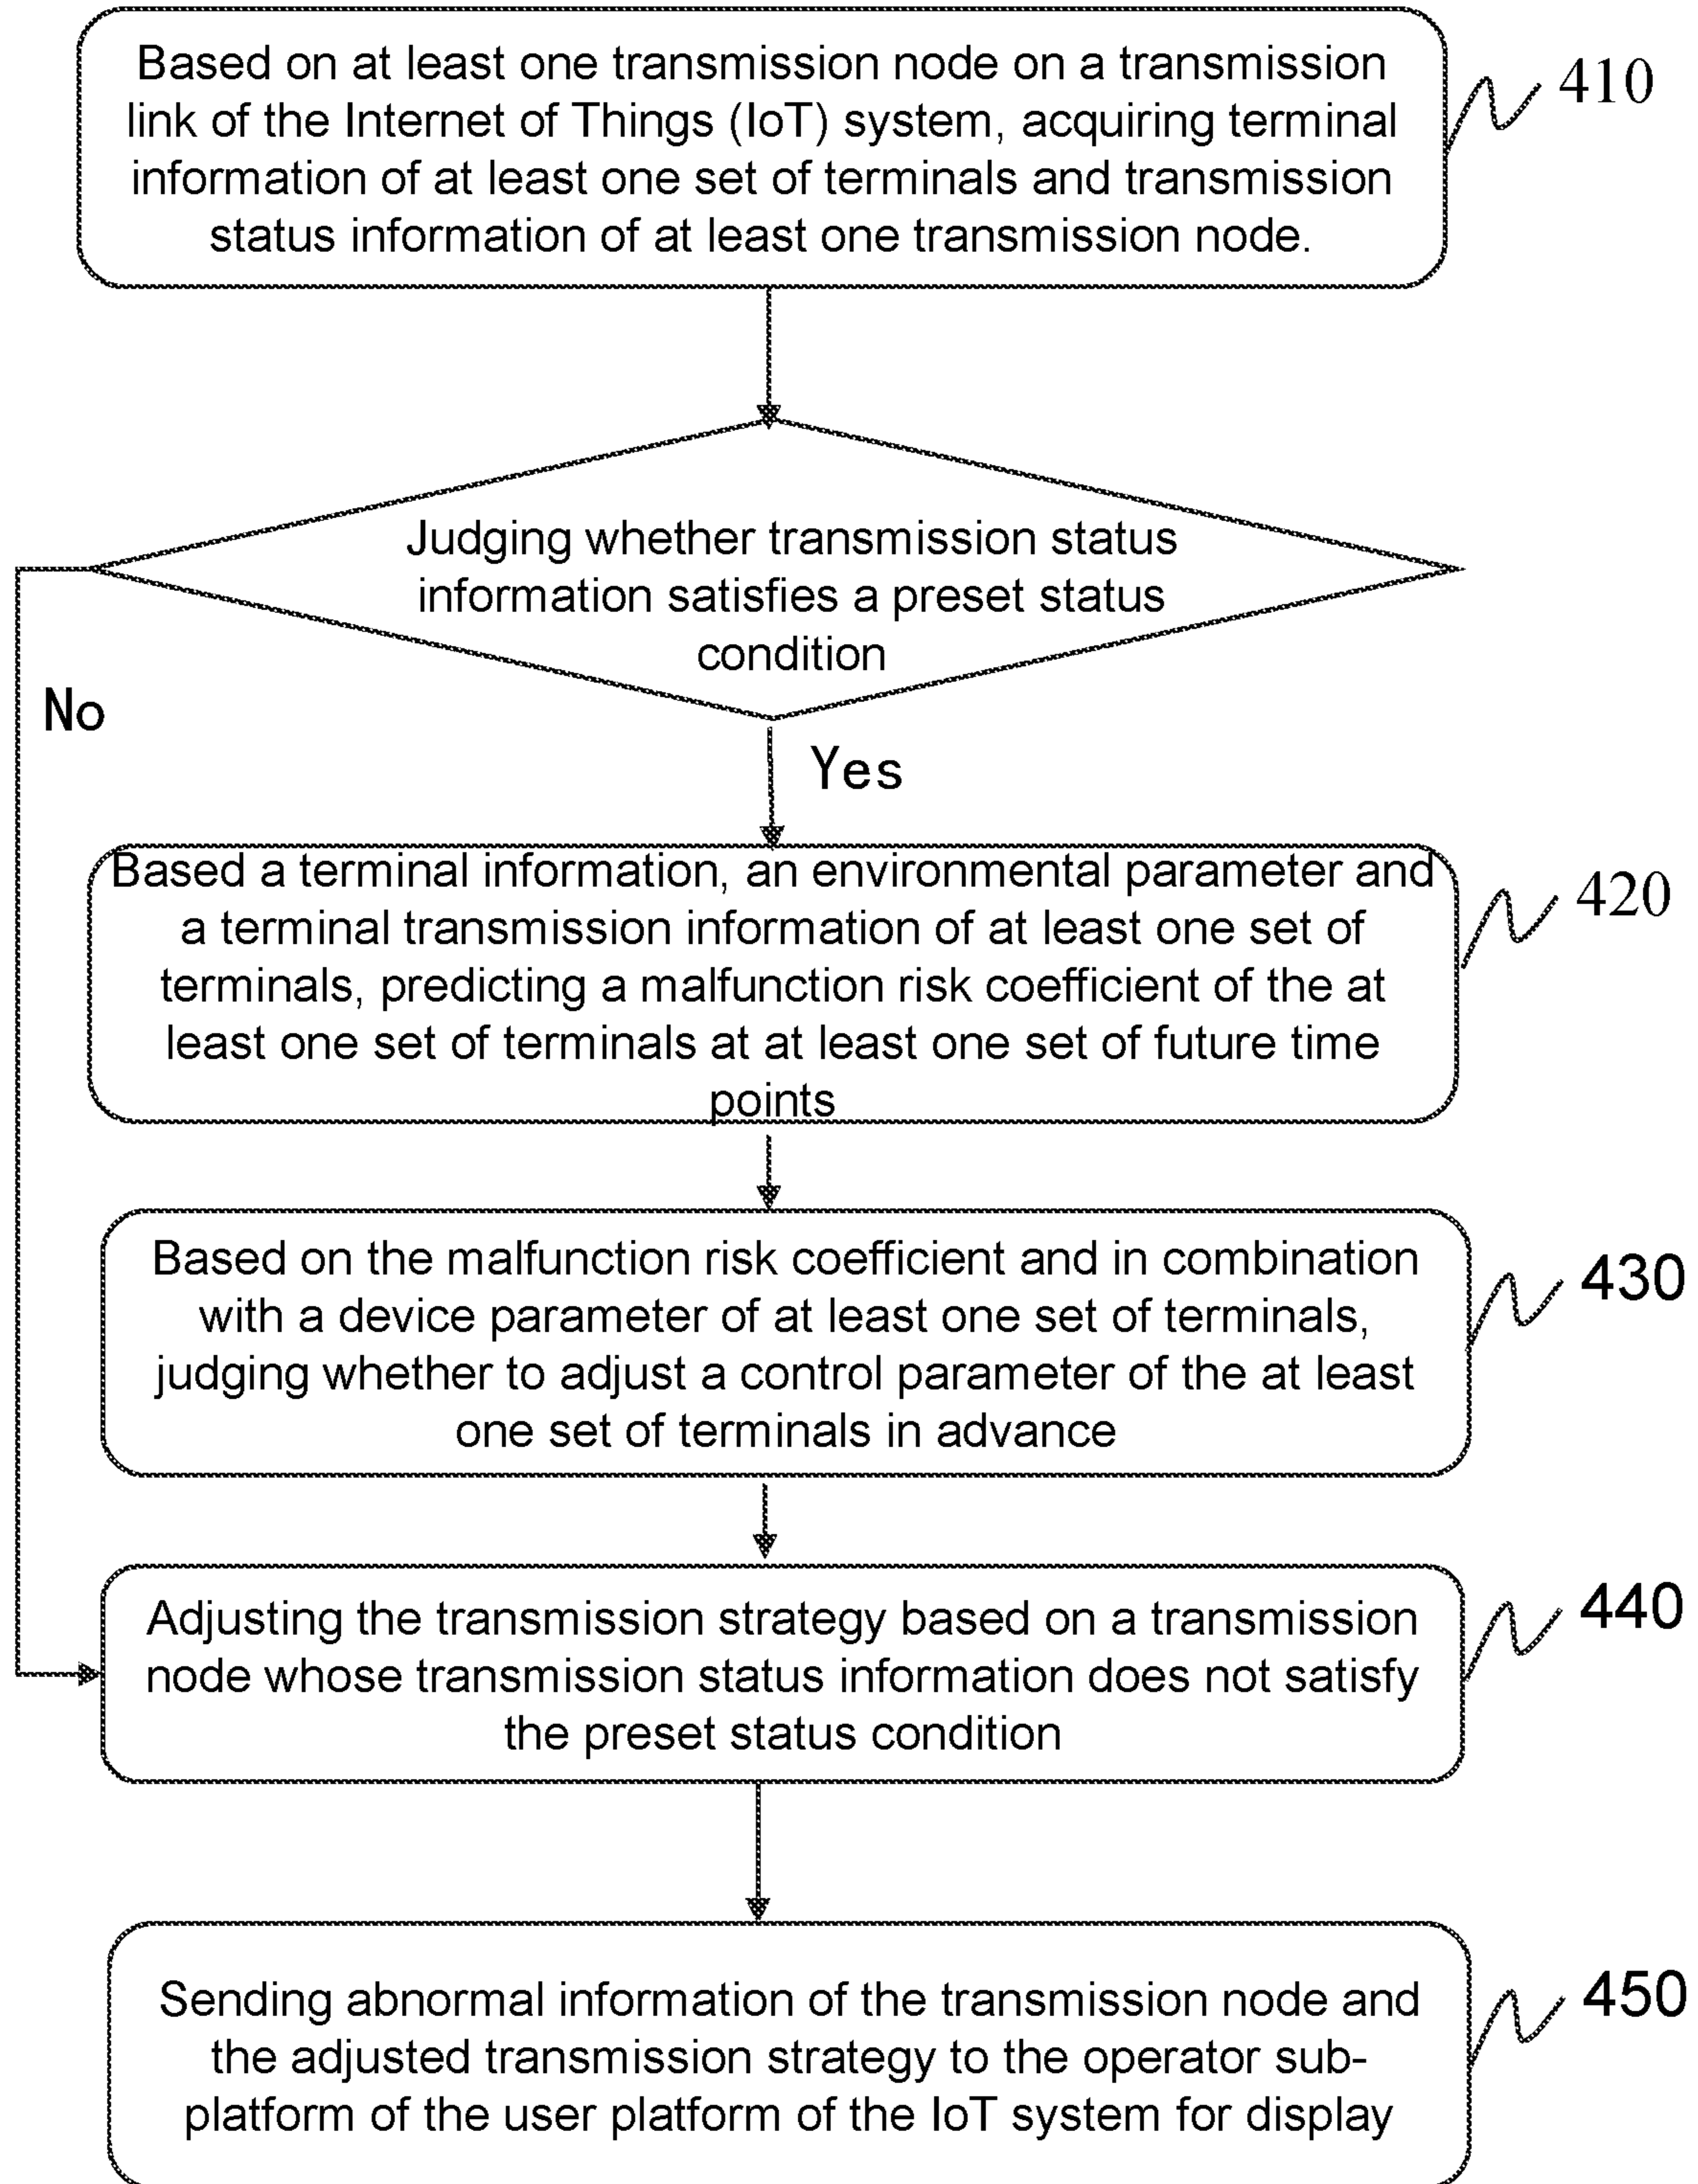 Based on at least one transmission node on a transmission
link of the Internet of Things (IoT) system, acquiring terminal
information of at least one set of terminals and transmission
status information of at least one transmission node.
410
Judging whether transmission status
information satisfies a preset status
condition
No
Yes
Based a terminal information, an environmental parameter and
a terminal transmission information of at least one set of
terminals, predicting a malfunction risk coefficient of the at
least one set of terminals at at least one set of future time
points
420
Based on the malfunction risk coefficient and in combination
with a device parameter of at least one set of terminals,
judging whether to adjust a control parameter of the at least
one set of terminals in advance
430
Adjusting the transmission strategy based on a transmission
node whose transmission status information does not satisfy
the preset status condition
440
Sending abnormal information of the transmission node and
the adjusted transmission strategy to the operator sub-
platform of the user platform of the IoT system for display
450